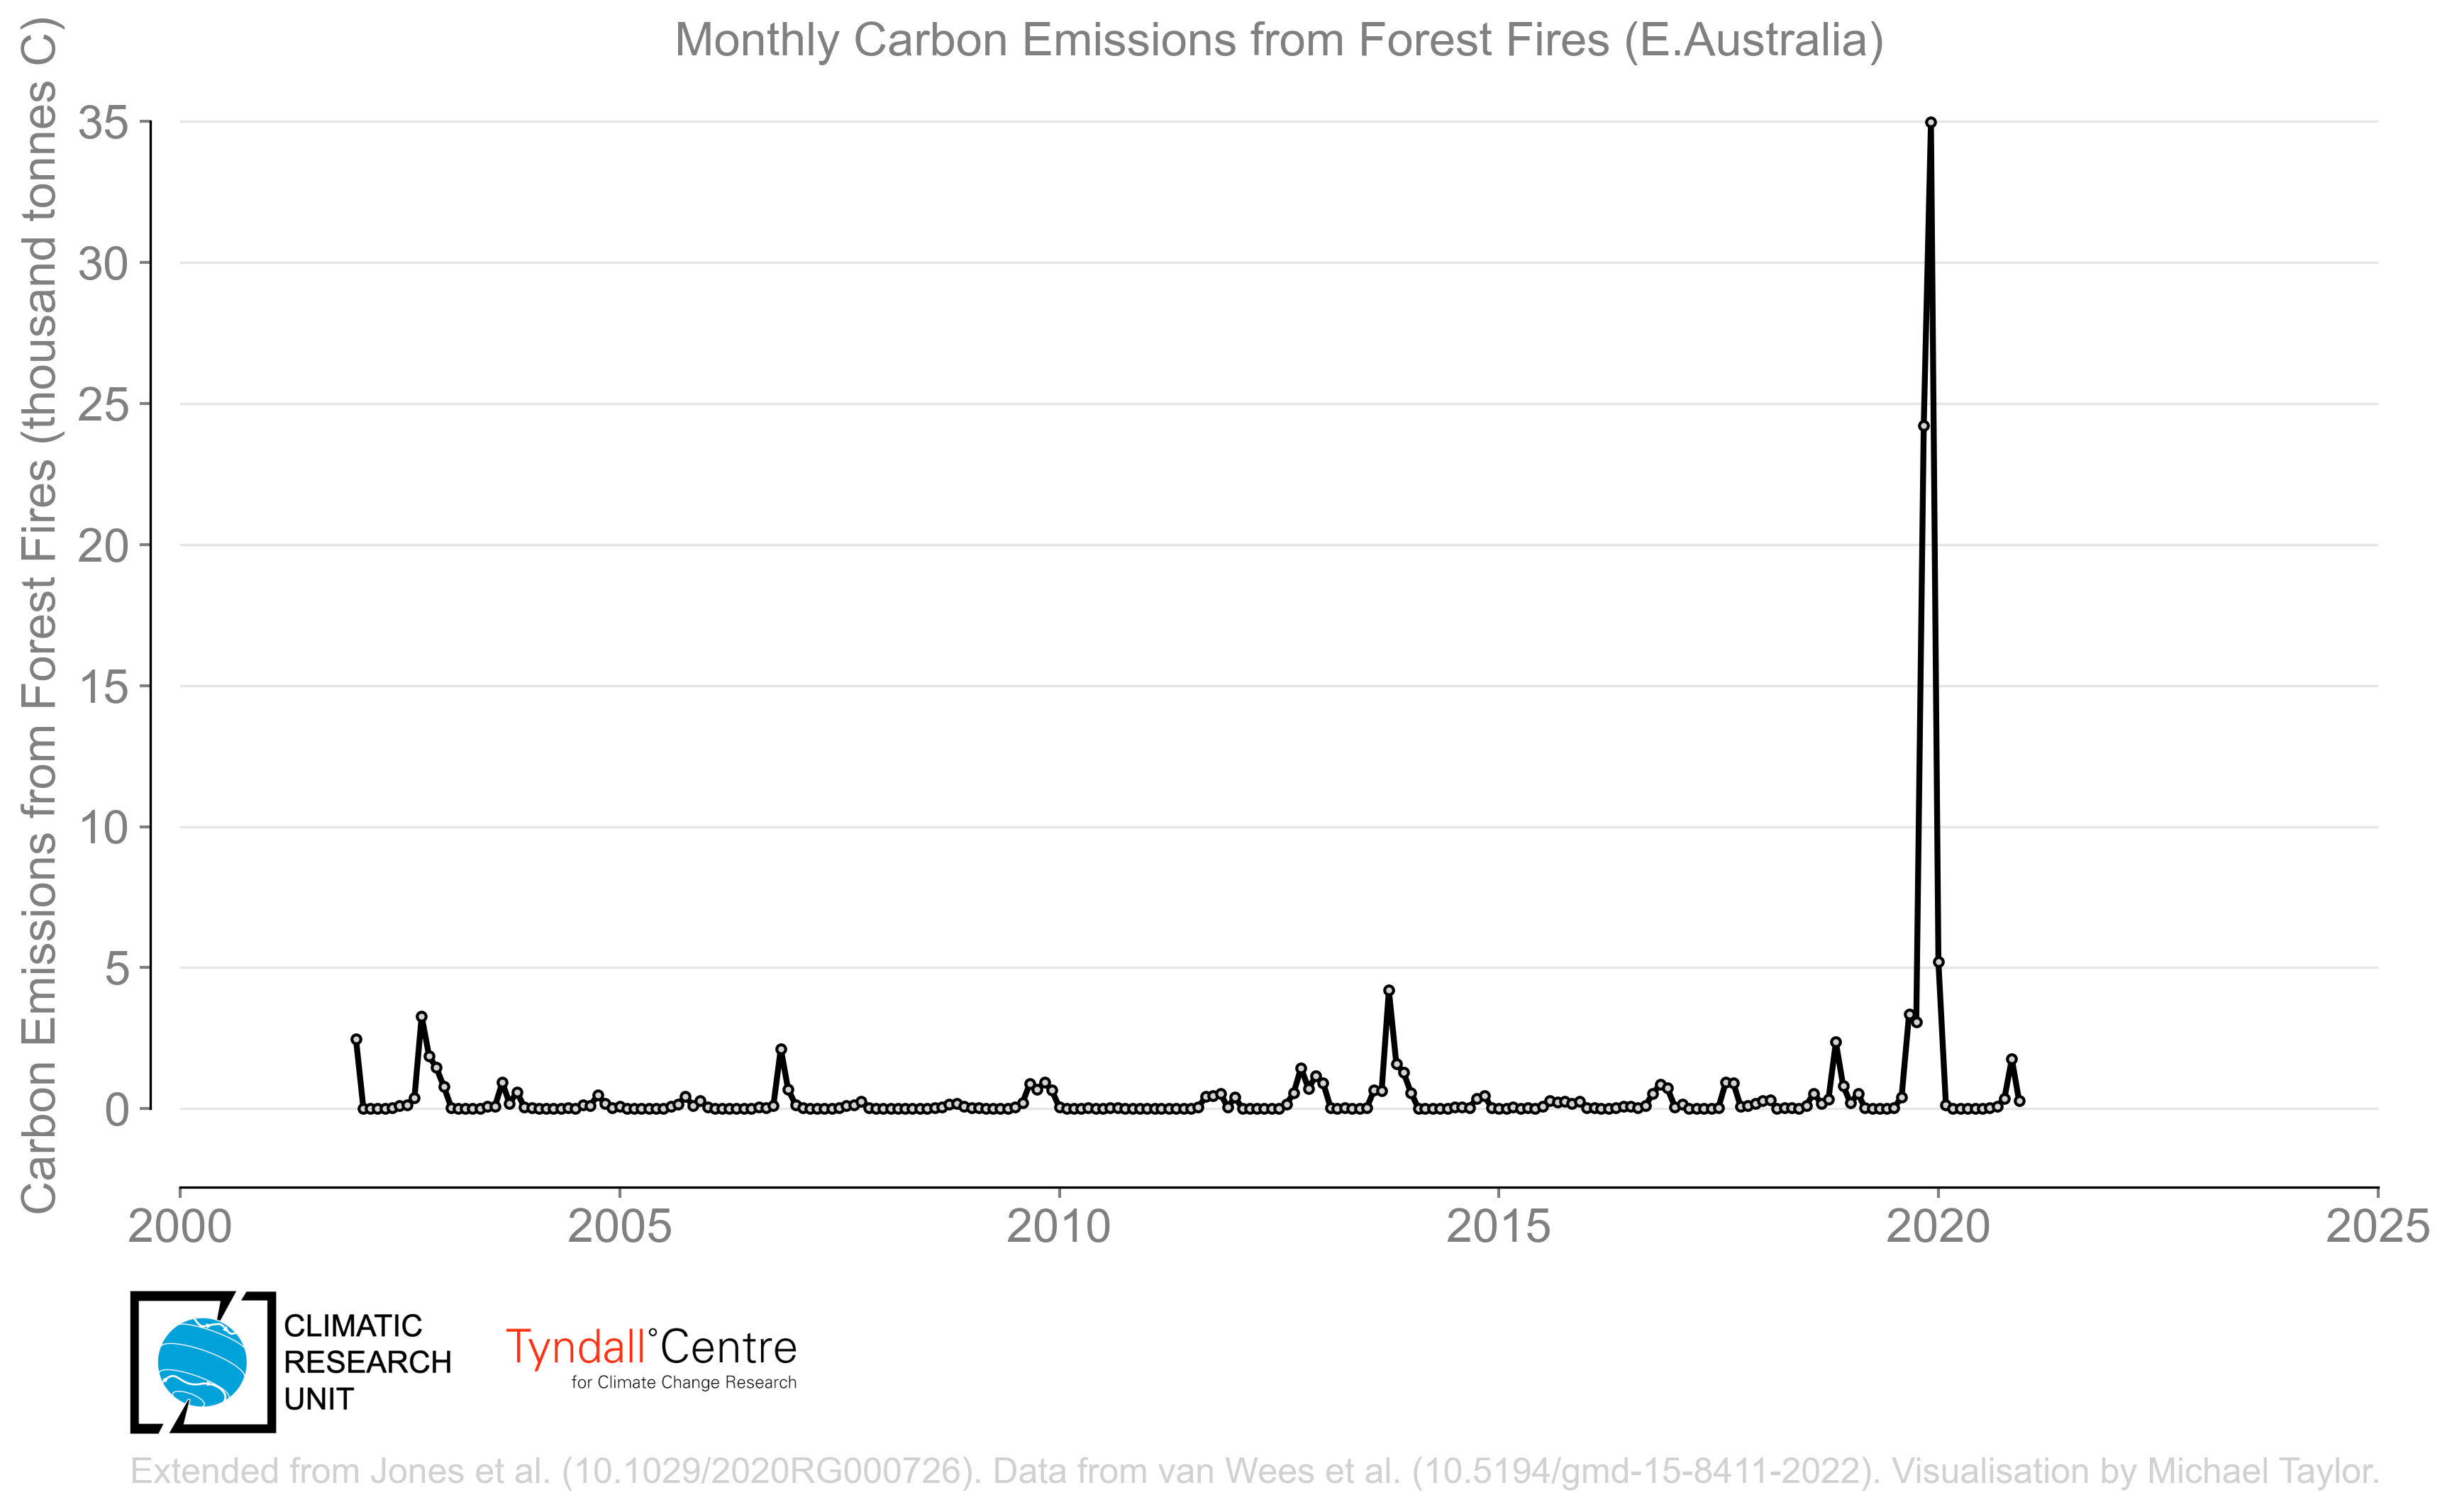 Monthly Carbon Emissions from Forest Fires (E.Australia)
Carbon Emissions from Forest Fires (thousand tonnes C)
35
30
25
20
15
10
5
0
2000 2005 2010 2015 2020 2025
CLIMATIC
RESEARCH
UNIT
Tyndall°Centre
for Climate Change Research
Extended from Jones et al. (10.1029/2020RG000726). Data from van Wees et al. (10.5194/gmd-15-8411-2022). Visualisation by Michael Taylor.